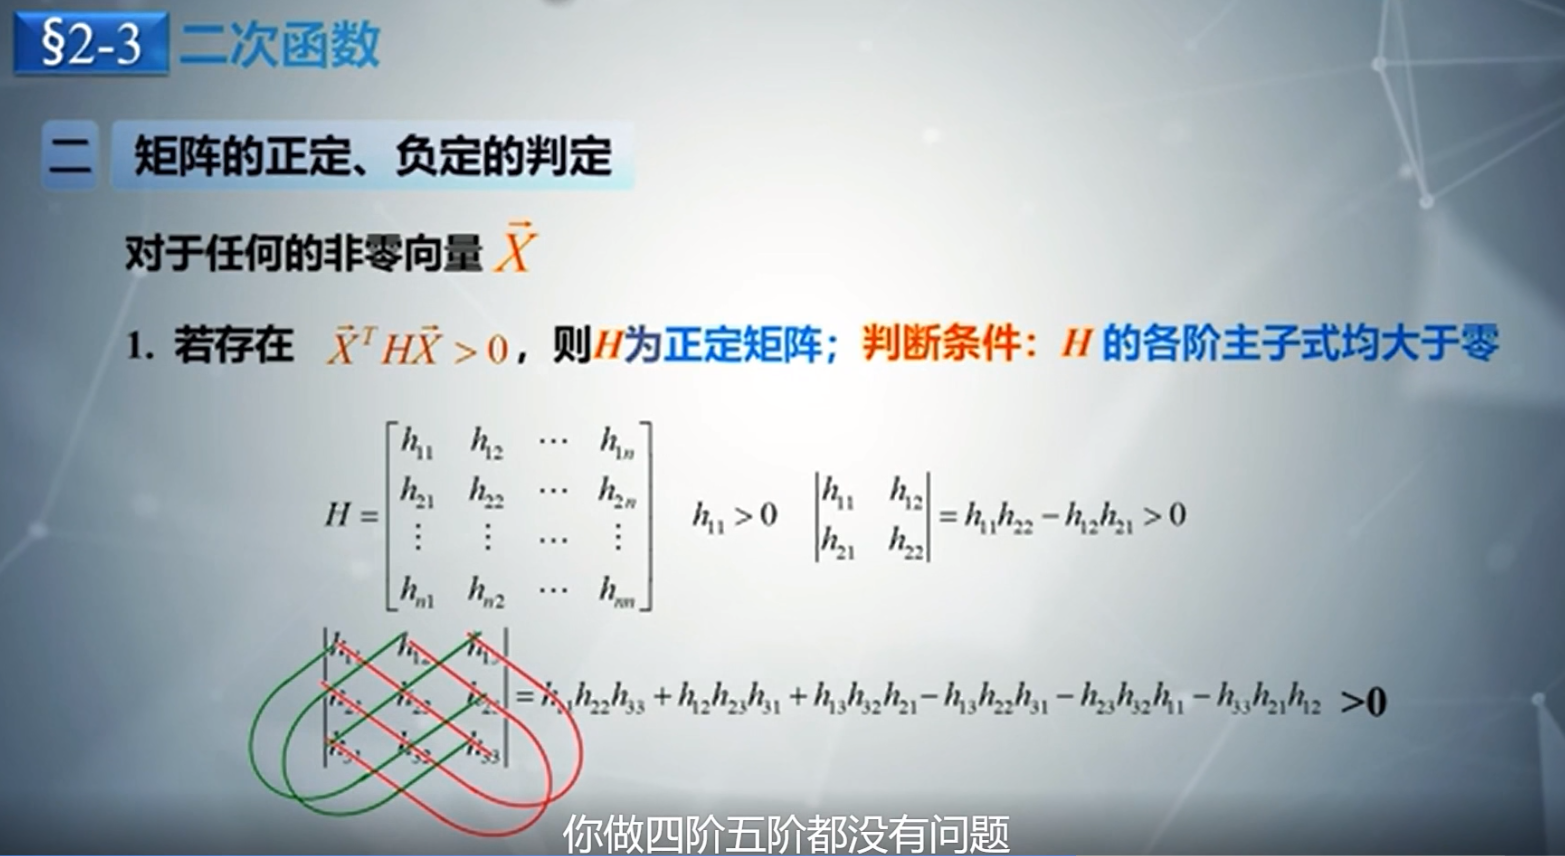 §2-3 二次函数
二 矩阵的正定、负定的判定
对于任何的非零向量 $\vec{X}$
1. 若存在 $\vec{X}^T H\vec{X} > 0$，则H为正定矩阵；判断条件：H 的各阶主子式均大于零
$H = \begin{bmatrix} h_{11} & h_{12} & \cdots & h_{1n} \\ h_{21} & h_{22} & \cdots & h_{2n} \\ \vdots & \vdots & \cdots & \vdots \\ h_{n1} & h_{n2} & \cdots & h_{nn} \end{bmatrix}$ $h_{11} > 0$ $\begin{vmatrix} h_{11} & h_{12} \\ h_{21} & h_{22} \end{vmatrix} = h_{11}h_{22} - h_{12}h_{21} > 0$
$\begin{vmatrix} h_{11} & h_{12} & h_{13} \\ h_{21} & h_{22} & h_{23} \\ h_{31} & h_{32} & h_{33} \end{vmatrix} = h_{11}h_{22}h_{33} + h_{12}h_{23}h_{31} + h_{13}h_{32}h_{21} - h_{13}h_{22}h_{31} - h_{23}h_{32}h_{11} - h_{33}h_{21}h_{12} > 0$
你做四阶五阶都没有问题